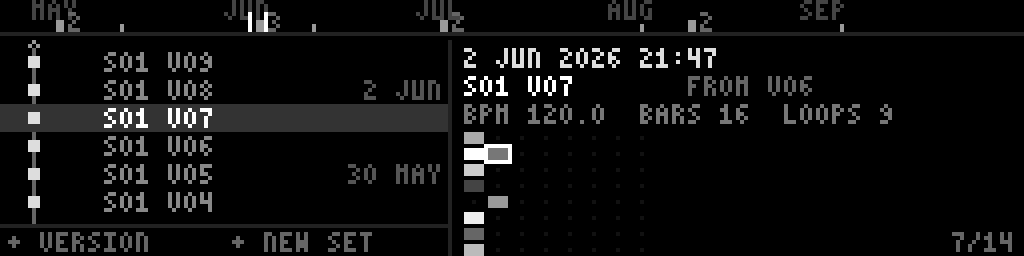 MAY JUN JUL AUG SEP
2 3 2 2
S01 V09
S01 V08 2 JUN
S01 V07
S01 V06
S01 V05 30 MAY
S01 V04
+ VERSION + NEW SET
2 JUN 2026 21:47
S01 V07 FROM V06
BPM 120.0 BARS 16 LOOPS 9
7/14